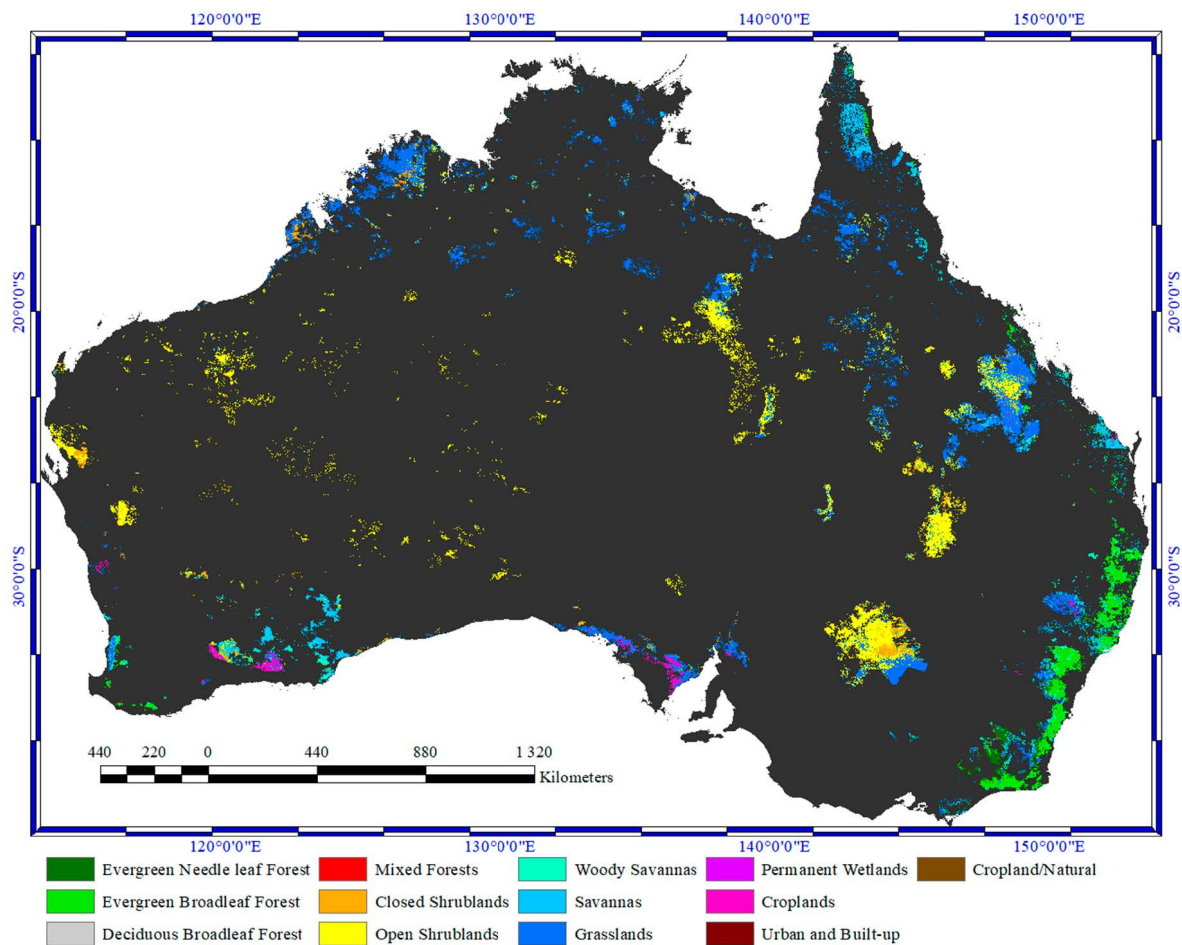 120°0'0"E 130°0'0"E 140°0'0"E 150°0'0"E
20°0'0"S 20°0'0"S
30°0'0"S 30°0'0"S
440 220 0 440 880 1 320
Kilometers
120°0'0"E 130°0'0"E 140°0'0"E 150°0'0"E
Evergreen Needle leaf Forest Mixed Forests Woody Savannas Permanent Wetlands Cropland/Natural
Evergreen Broadleaf Forest Closed Shrublands Savannas Croplands
Deciduous Broadleaf Forest Open Shrublands Grasslands Urban and Built-up